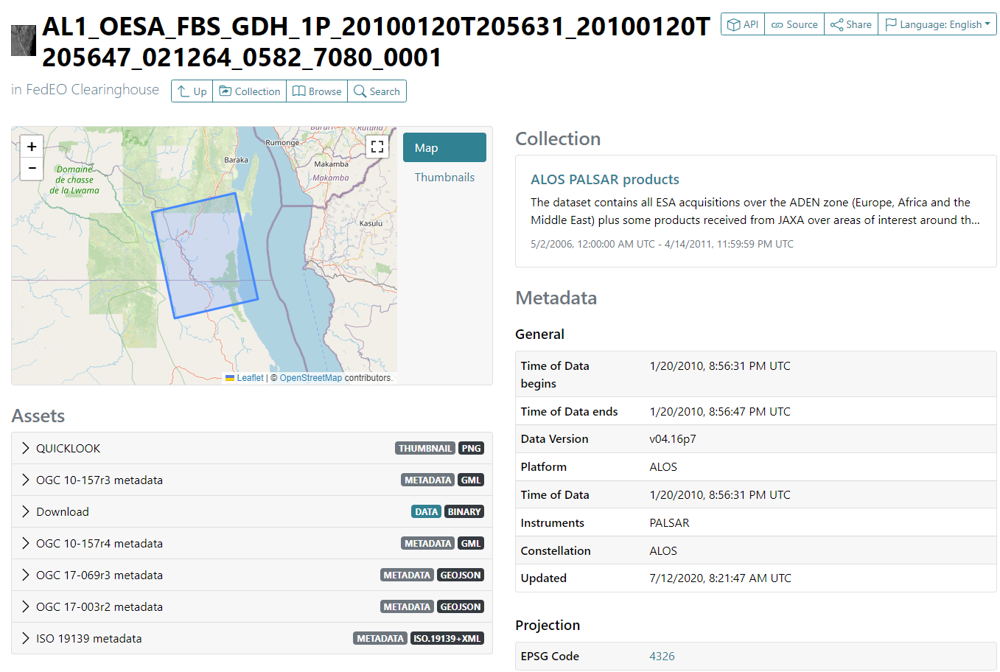 AL1_OESA_FBS_GDH_1P_20100120T205631_20100120T
205647_021264_0582_7080_0001
API
Source
Share
Language: English
in FedEO Clearinghouse
Up
Collection
Browse
Search
+
−
Domaine
de chasse
de la Lwama
Baraka
Rumonge
Bururi
Rutana
Makamba
Makamba
Kasulu
Leaflet | © OpenStreetMap contributors.
Map
Thumbnails
Assets
QUICKLOOK THUMBNAIL PNG
OGC 10-157r3 metadata METADATA GML
Download DATA BINARY
OGC 10-157r4 metadata METADATA GML
OGC 17-069r3 metadata METADATA GEOJSON
OGC 17-003r2 metadata METADATA GEOJSON
ISO 19139 metadata METADATA ISO.19139+XML
Collection
ALOS PALSAR products
The dataset contains all ESA acquisitions over the ADEN zone (Europe, Africa and the
Middle East) plus some products received from JAXA over areas of interest around th...
5/2/2006, 12:00:00 AM UTC - 4/14/2011, 11:59:59 PM UTC
Metadata
General
Time of Data
begins
1/20/2010, 8:56:31 PM UTC
Time of Data ends 1/20/2010, 8:56:47 PM UTC
Data Version v04.16p7
Platform ALOS
Time of Data 1/20/2010, 8:56:31 PM UTC
Instruments PALSAR
Constellation ALOS
Updated 7/12/2020, 8:21:47 AM UTC
Projection
EPSG Code 4326